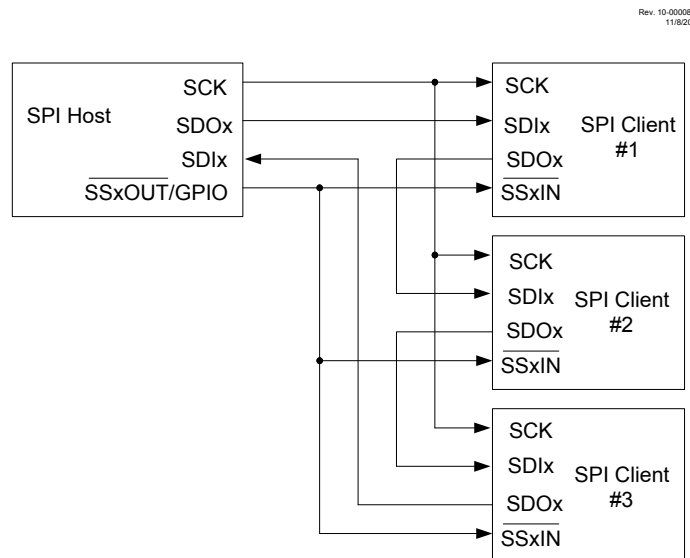 Rev. 10-00008
11/8/20
SPI Host
SCK
SDOx
SDIx
SSxOUT/GPIO
SCK
SDIx
SDOx
SSxIN
SPI Client
#1
SCK
SDIx
SDOx
SSxIN
SPI Client
#2
SCK
SDIx
SDOx
SSxIN
SPI Client
#3